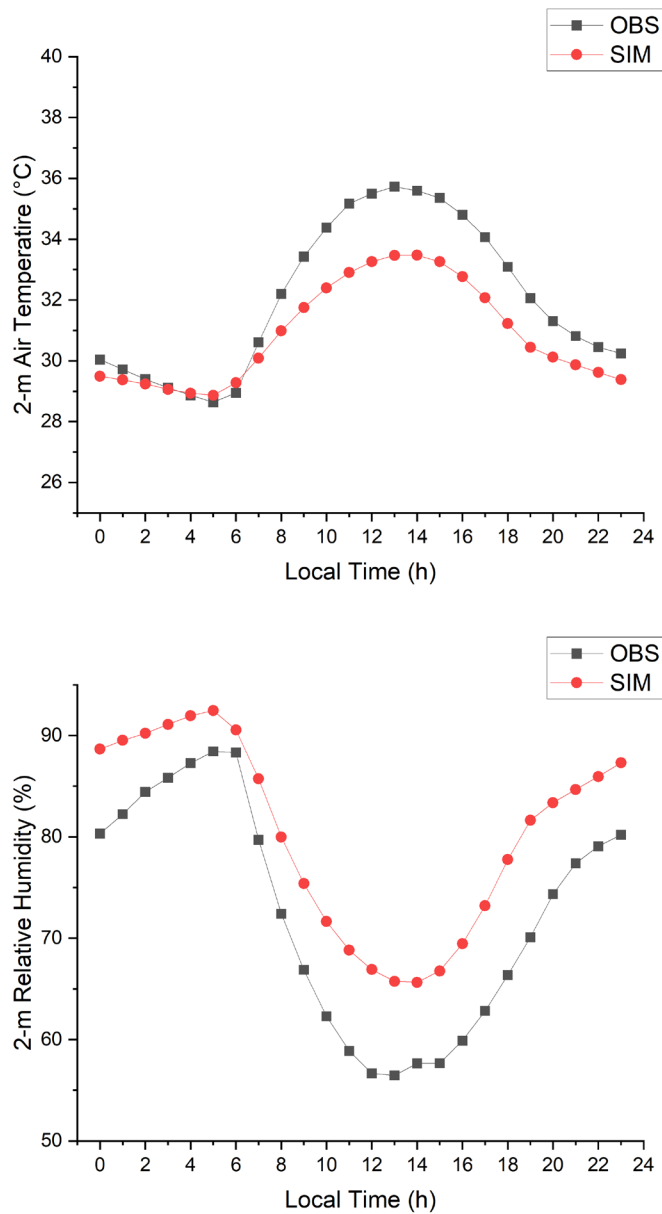 OBS
SIM
40
38
36
34
32
30
28
26
2-m Air Temperatire (°C)
0 2 4 6 8 10 12 14 16 18 20 22 24
Local Time (h)
OBS
SIM
90
80
70
60
50
2-m Relative Humidity (%)
0 2 4 6 8 10 12 14 16 18 20 22 24
Local Time (h)